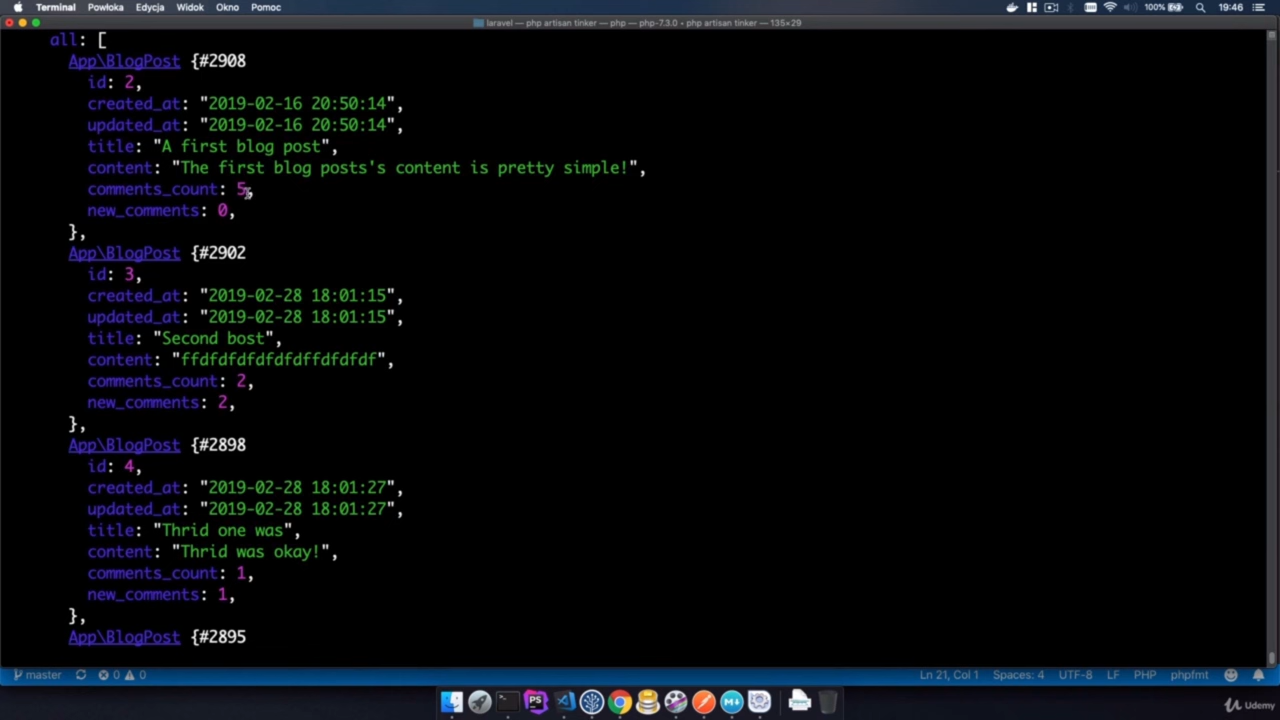 Terminal Powłoka Edycja Widok Okno Pomoc 100% 19:46
laravel — php artisan tinker — php — php-7.3.0 • php artisan tinker — 135×29
all: [
App\BlogPost {#2908
id: 2,
created_at: "2019-02-16 20:50:14",
updated_at: "2019-02-16 20:50:14",
title: "A first blog post",
content: "The first blog posts's content is pretty simple!",
comments_count: 5,
new_comments: 0,
},
App\BlogPost {#2902
id: 3,
created_at: "2019-02-28 18:01:15",
updated_at: "2019-02-28 18:01:15",
title: "Second bost",
content: "ffdfdfdfdfdfdffdfdfdf",
comments_count: 2,
new_comments: 2,
},
App\BlogPost {#2898
id: 4,
created_at: "2019-02-28 18:01:27",
updated_at: "2019-02-28 18:01:27",
title: "Thrid one was",
content: "Thrid was okay!",
comments_count: 1,
new_comments: 1,
},
App\BlogPost {#2895
master 0 0 Ln 21, Col 1 Spaces: 4 UTF-8 LF PHP phpfmt
PS M↓
Udemy